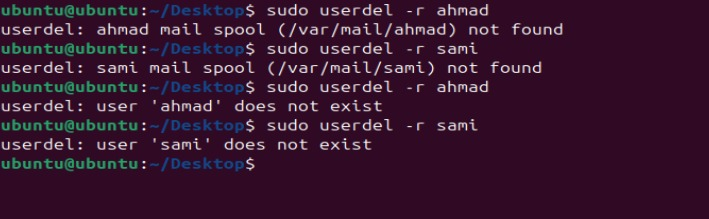 ubuntu@ubuntu:~/Desktop$ sudo userdel -r ahmad
userdel: ahmad mail spool (/var/mail/ahmad) not found
ubuntu@ubuntu:~/Desktop$ sudo userdel -r sami
userdel: sami mail spool (/var/mail/sami) not found
ubuntu@ubuntu:~/Desktop$ sudo userdel -r ahmad
userdel: user 'ahmad' does not exist
ubuntu@ubuntu:~/Desktop$ sudo userdel -r sami
userdel: user 'sami' does not exist
ubuntu@ubuntu:~/Desktop$